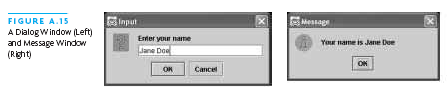 FIGURE A.15
A Dialog Window (Left)
and Message Window
(Right)
Input
Enter your name
Jane Doe
OK Cancel
Message
Your name is Jane Doe
OK